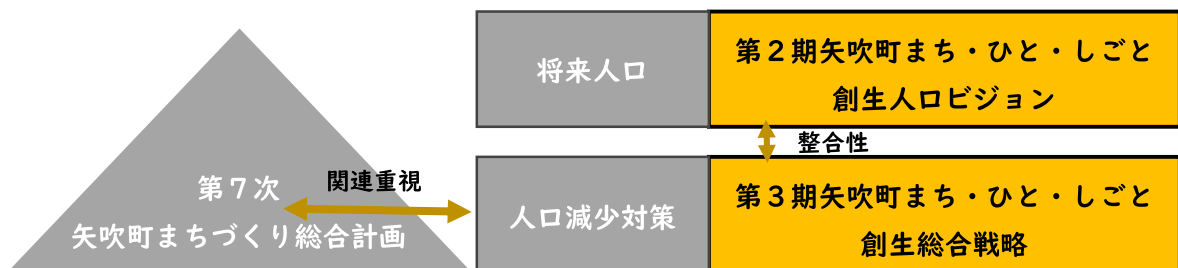 将来人口
第２期矢吹町まち・ひと・しごと
創生人口ビジョン
整合性
第７次
矢吹町まちづくり総合計画
関連重視
人口減少対策
第３期矢吹町まち・ひと・しごと
創生総合戦略